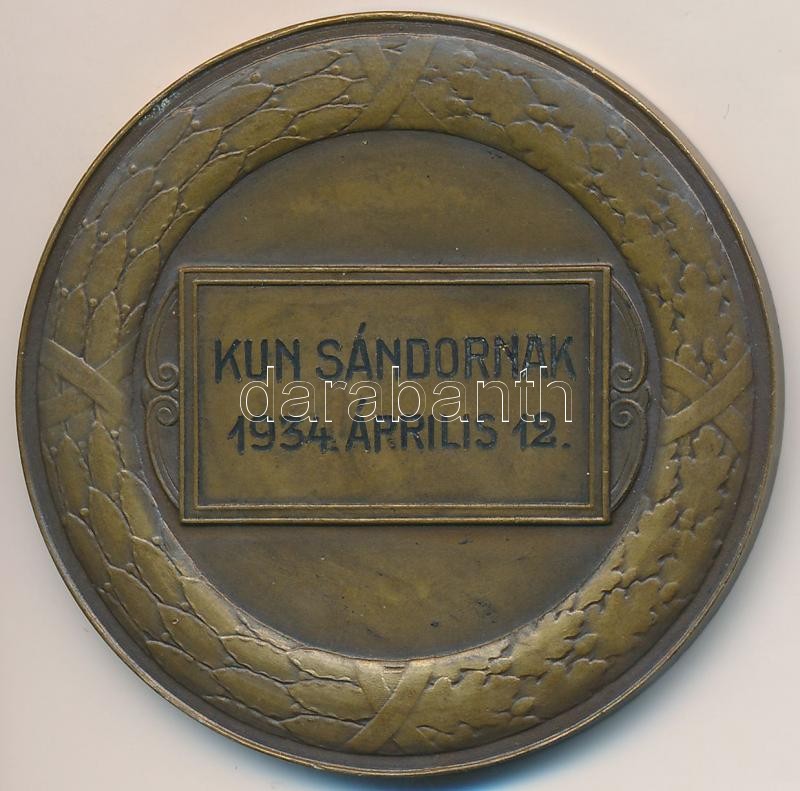 KUN SÁNDORNAK
darabanth
1934. ÁPRILIS 12.